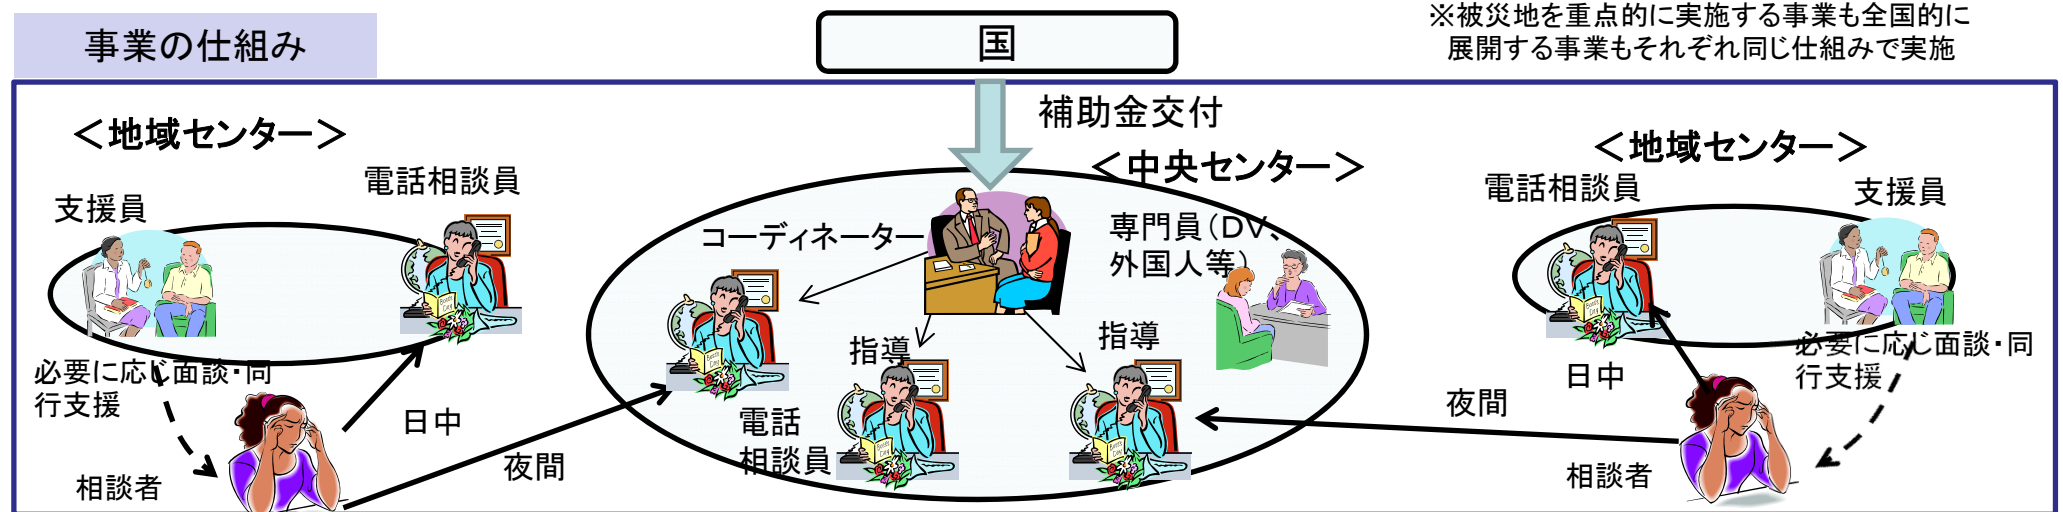 事業の仕組み
国
※被災地を重点的に実施する事業も全国的に
展開する事業もそれぞれ同じ仕組みで実施
補助金交付
＜地域センター＞
電話相談員
支援員
必要に応じ面談・同
行支援
日中
夜間
相談者
＜中央センター＞
コーディネーター
専門員（DV、
外国人等）
指導
指導
電話
相談員
＜地域センター＞
電話相談員
支援員
必要に応じ面談・同
行支援
日中
夜間
相談者